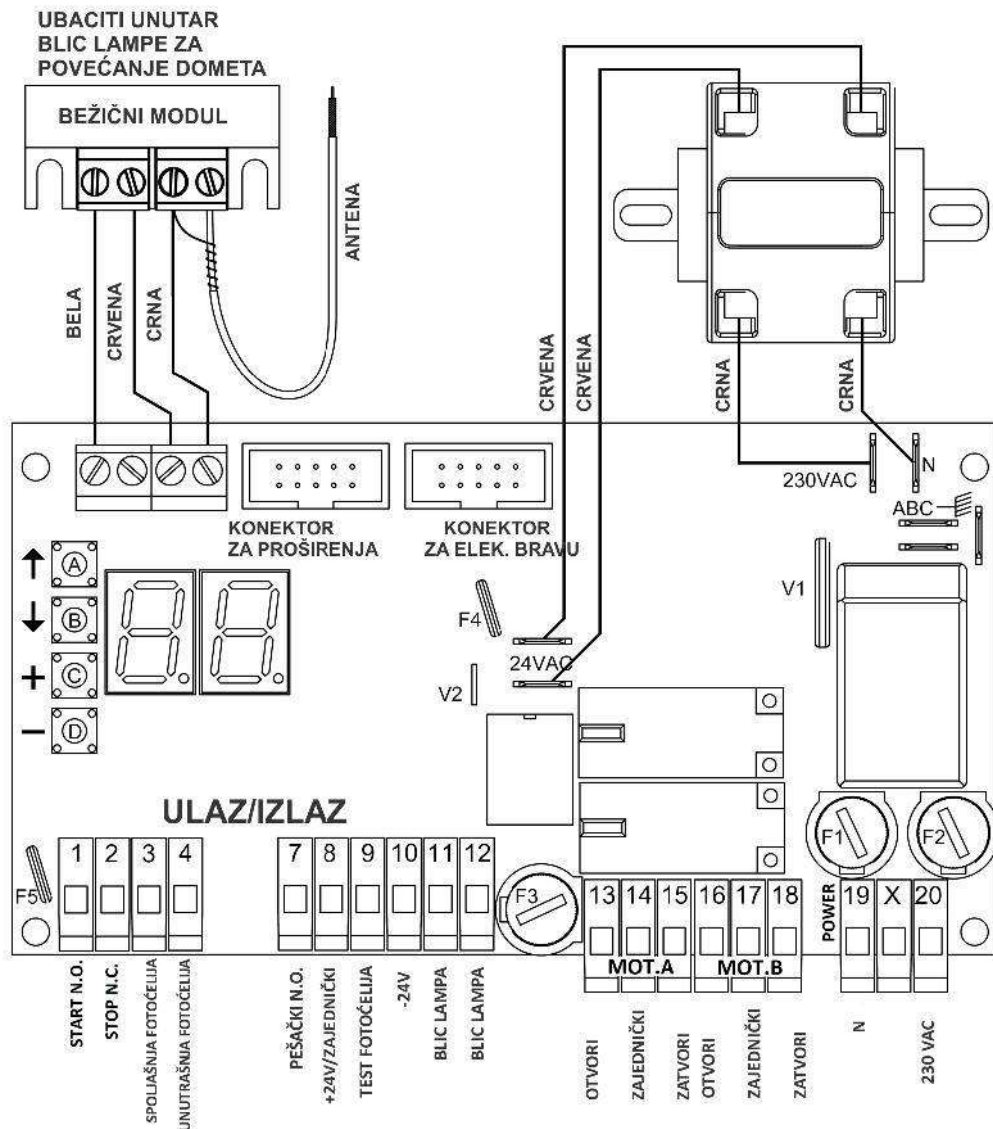 UBACITI UNUTAR
BLIC LAMPE ZA
POVEĆANJE DOMETA
BEŽIČNI MODUL
ANTENA
BELA
CRVENA
CRNA
CRVENA
CRVENA
CRNA
CRNA
230VAC
N
ABC
KONEKTOR
ZA PROŠIRENJA
KONEKTOR
ZA ELEK. BRAVU
A
B
C
D
+
−
F4
24VAC
V2
V1
ULAZ/IZLAZ
F5
1 2 3 4
7 8 9 10 11 12
F3
13 14 15 16 17 18
MOT.A
MOT.B
F1
F2
POWER
19 X 20
START N.O.
STOP N.C.
SPOLJAŠNJA FOTOĆELIJA
UNUTRAŠNJA FOTOĆELIJA
PEŠAČKI N.O.
+24V/ZAJEDNIČKI
TEST FOTOĆELIJA
-24V
BLIC LAMPA
BLIC LAMPA
OTVORI
ZAJEDNIČKI
ZATVORI
OTVORI
ZAJEDNIČKI
ZATVORI
N
230 VAC